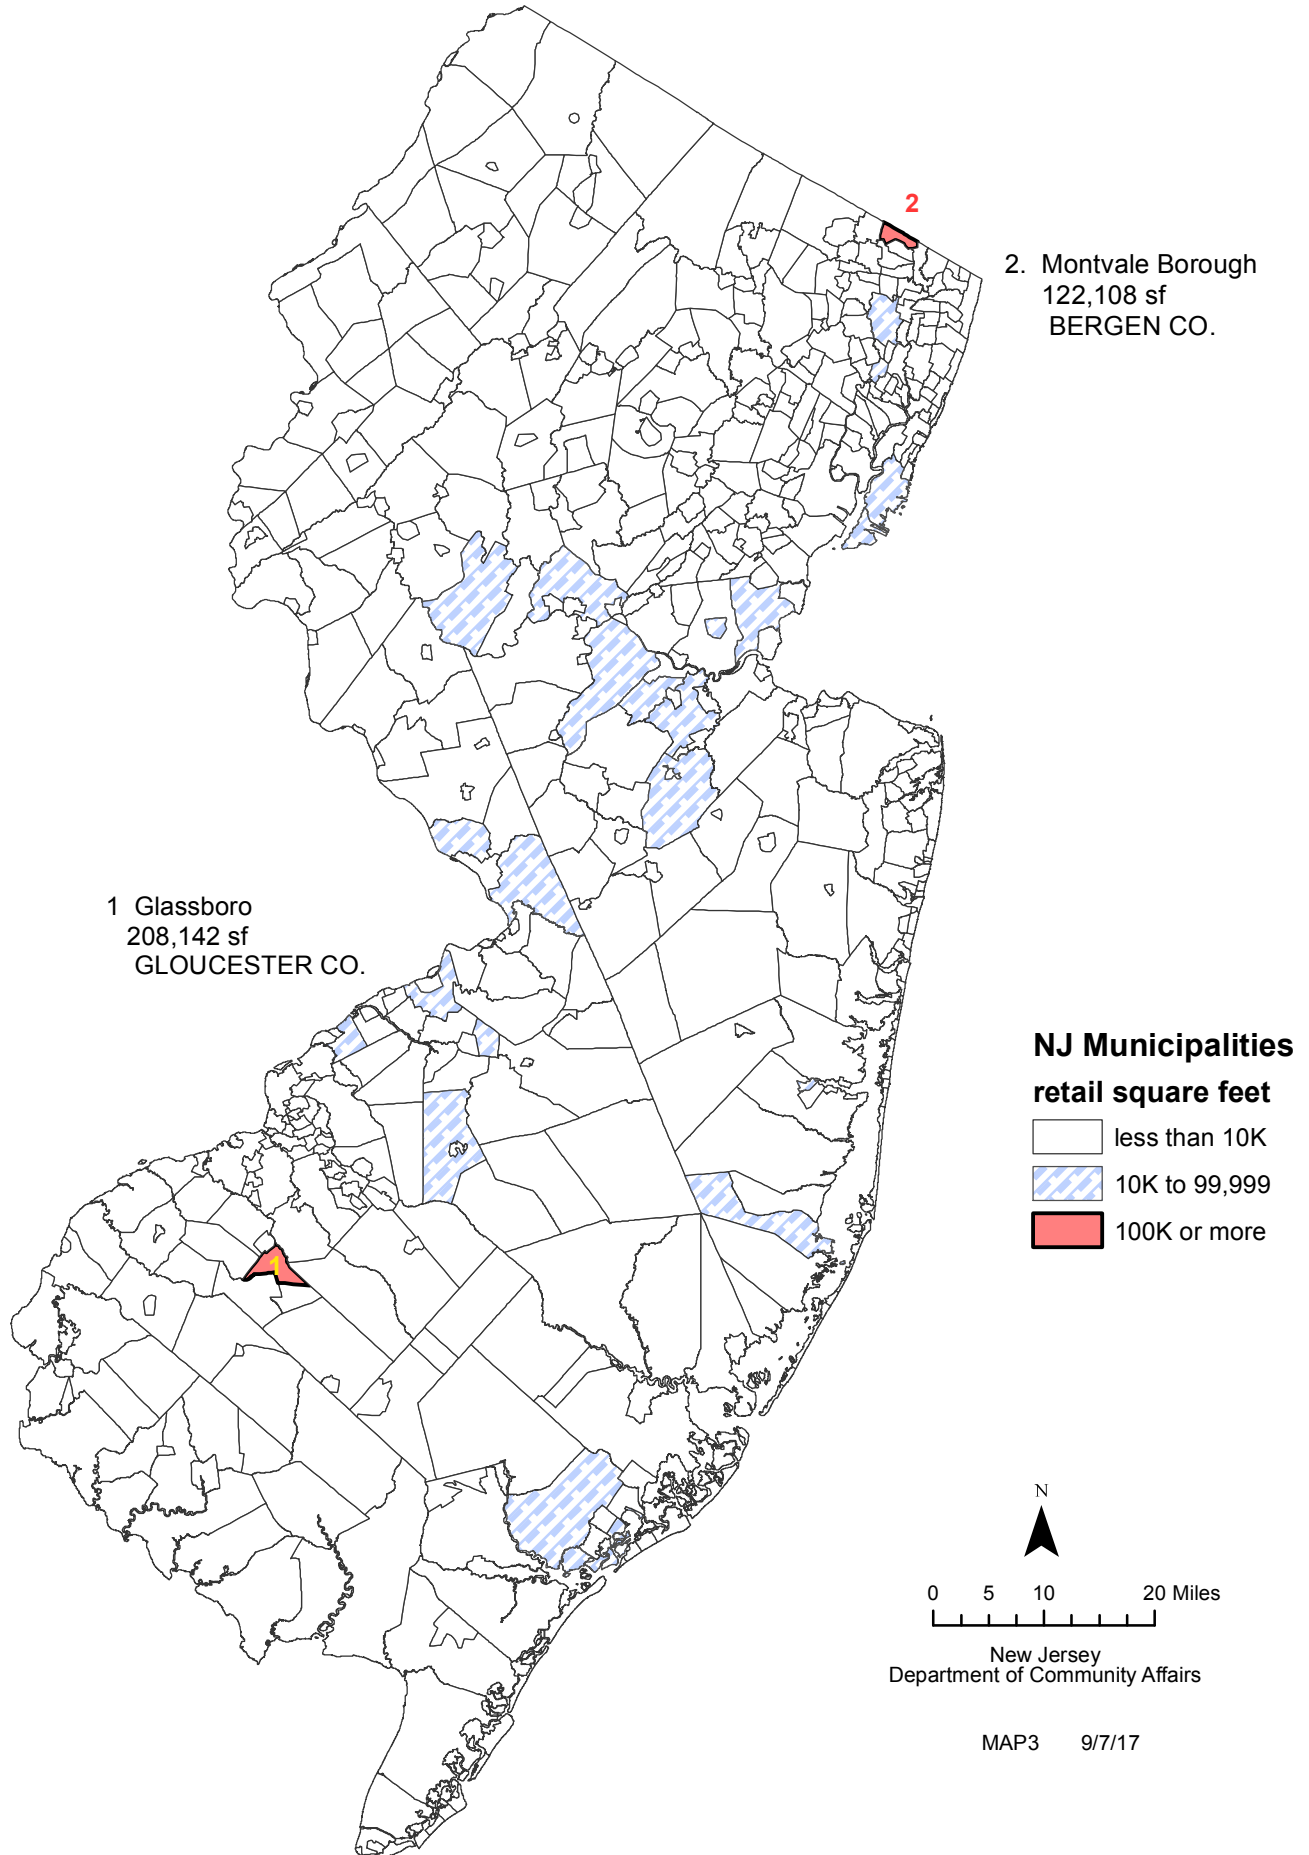 2
2. Montvale Borough
122,108 sf
BERGEN CO.
1 Glassboro
208,142 sf
GLOUCESTER CO.
1
NJ Municipalities
retail square feet
less than 10K
10K to 99,999
100K or more
N
0 5 10 20 Miles
New Jersey
Department of Community Affairs
MAP3 9/7/17